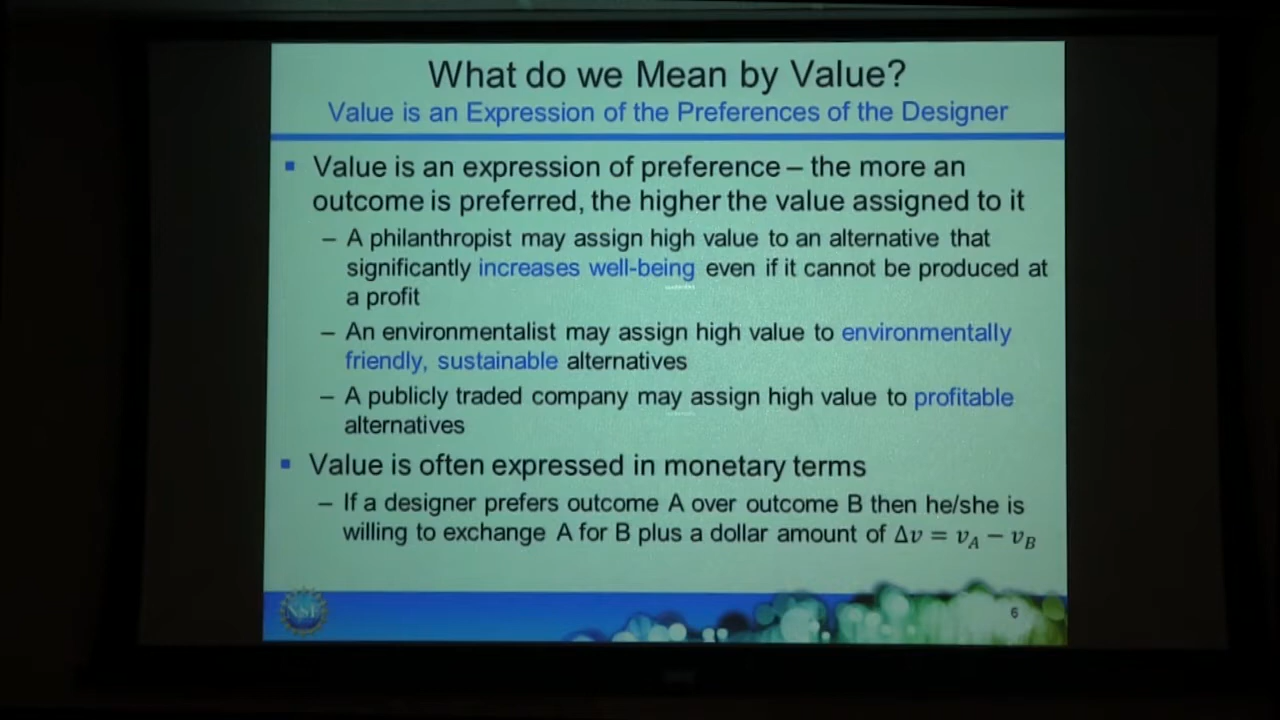 What do we Mean by Value?
Value is an Expression of the Preferences of the Designer
▪ Value is an expression of preference – the more an
outcome is preferred, the higher the value assigned to it
– A philanthropist may assign high value to an alternative that
significantly increases well-being even if it cannot be produced at
a profit
– An environmentalist may assign high value to environmentally
friendly, sustainable alternatives
– A publicly traded company may assign high value to profitable
alternatives
▪ Value is often expressed in monetary terms
– If a designer prefers outcome A over outcome B then he/she is
willing to exchange A for B plus a dollar amount of Δv = v_A − v_B
NSF
6